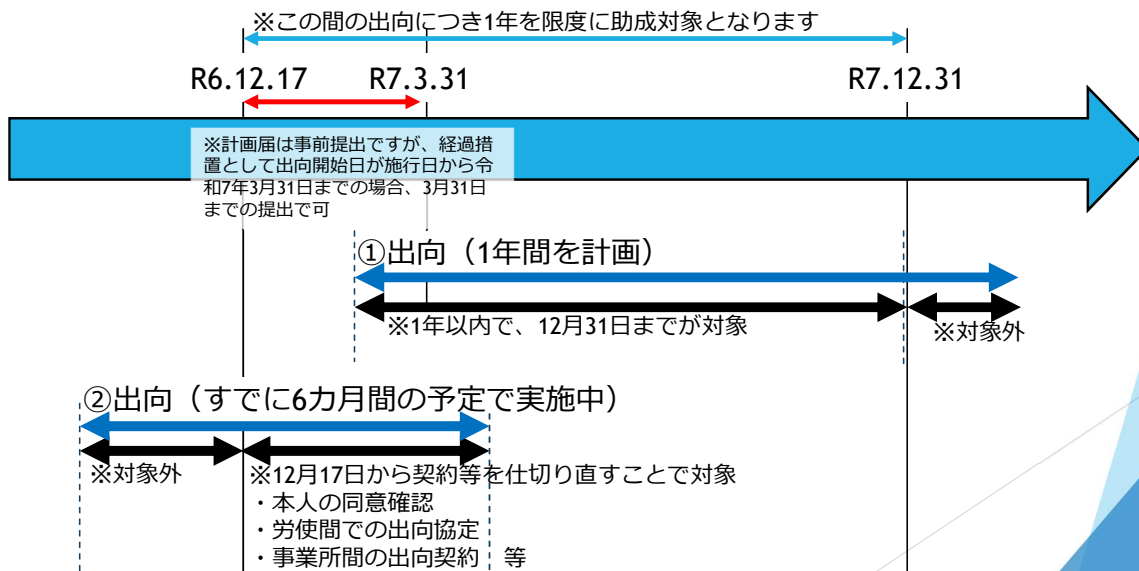 ※この間の出向につき1年を限度に助成対象となります
R6.12.17
R7.3.31
R7.12.31
※計画届は事前提出ですが、経過措
置として出向開始日が施行日から令
和7年3月31日までの場合、3月31日
までの提出で可
①出向（1年間を計画）
※1年以内で、12月31日までが対象
※対象外
②出向（すでに6カ月間の予定で実施中）
※対象外
※12月17日から契約等を仕切り直すことで対象
・本人の同意確認
・労使間での出向協定
・事業所間の出向契約　等